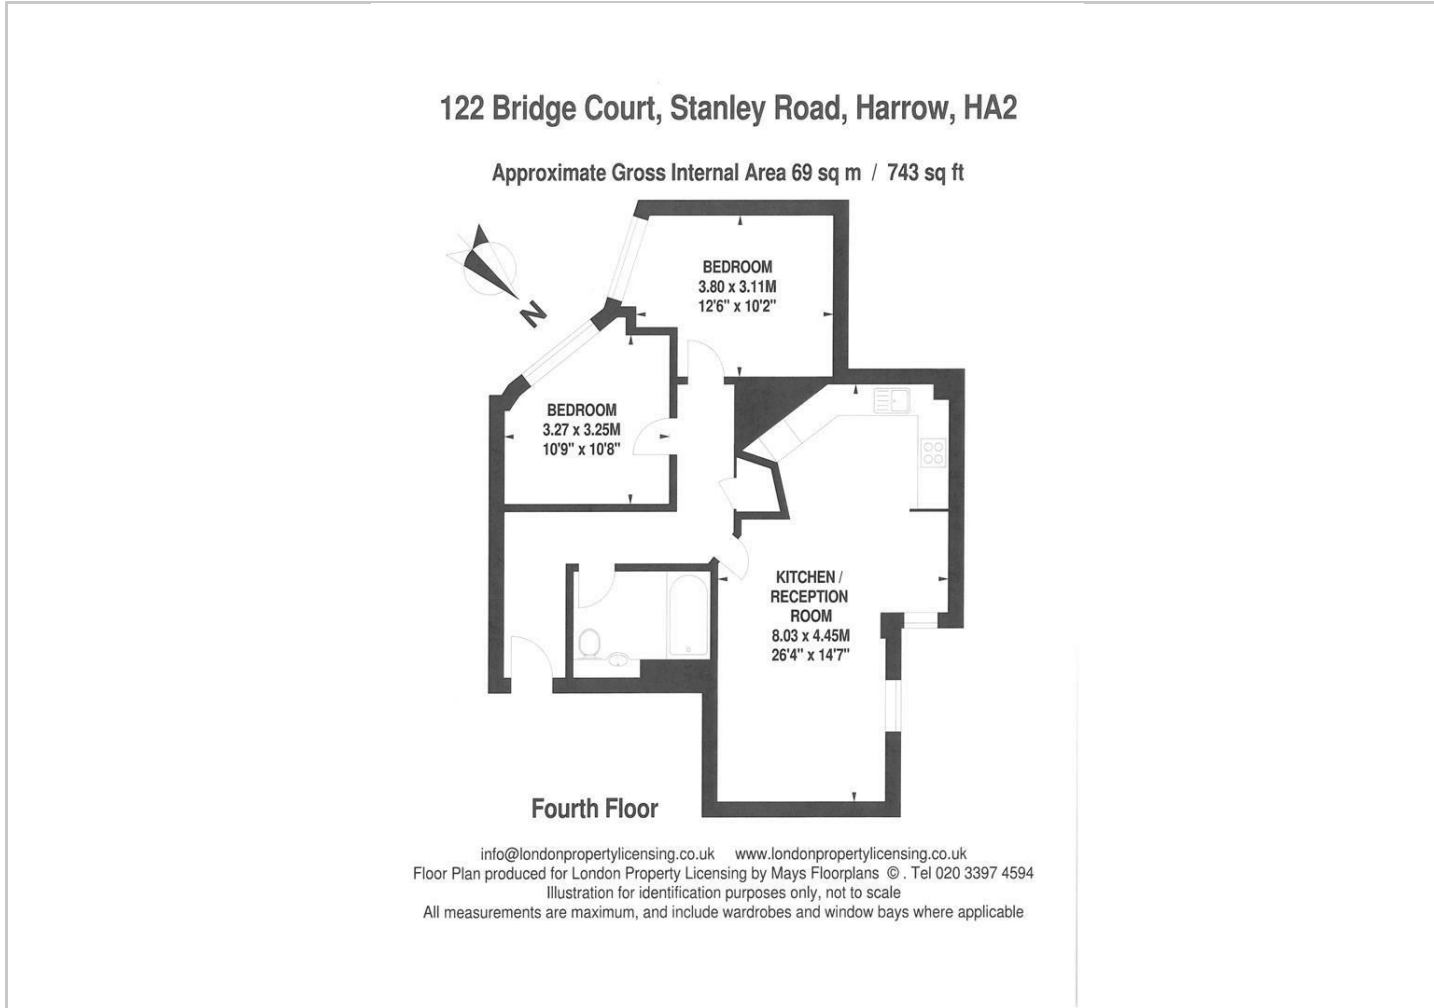 122 Bridge Court, Stanley Road, Harrow, HA2
Approximate Gross Internal Area 69 sq m / 743 sq ft
N
BEDROOM
3.80 x 3.11M
12'6" x 10'2"
BEDROOM
3.27 x 3.25M
10'9" x 10'8"
KITCHEN /
RECEPTION
ROOM
8.03 x 4.45M
26'4" x 14'7"
Fourth Floor
info@londonpropertylicensing.co.uk www.londonpropertylicensing.co.uk
Floor Plan produced for London Property Licensing by Mays Floorplans © . Tel 020 3397 4594
Illustration for identification purposes only, not to scale
All measurements are maximum, and include wardrobes and window bays where applicable